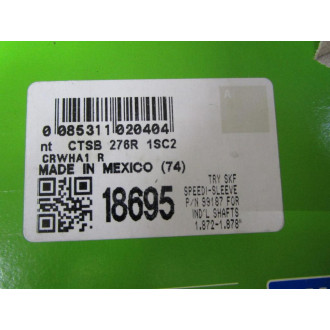 0 085311 020404
nt CTSB 276R 1SC2
CRWHA1 R
MADE IN MEXICO (74)
18695
TRY SKF
SPEEDI-SLEEVE
P/N 99187 FOR
IND'L SHAFTS
1.872-1.878"